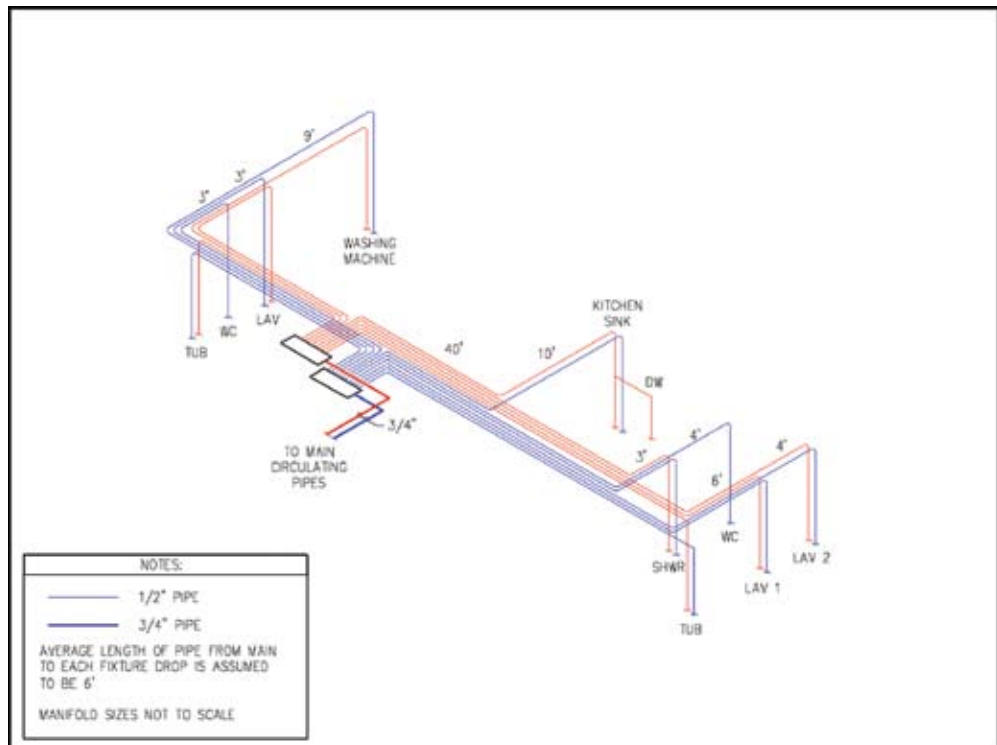 9'
3'
3'
WASHING
MACHINE
LAV
WC
TUB
KITCHEN
SINK
40'
10'
DW
3/4"
TO MAIN
CIRCULATING
PIPES
3'
4'
4'
6'
WC
SHWR
LAV 2
LAV 1
TUB
NOTES:
1/2" PIPE
3/4" PIPE
AVERAGE LENGTH OF PIPE FROM MAIN
TO EACH FIXTURE DROP IS ASSUMED
TO BE 6'
MANIFOLD SIZES NOT TO SCALE